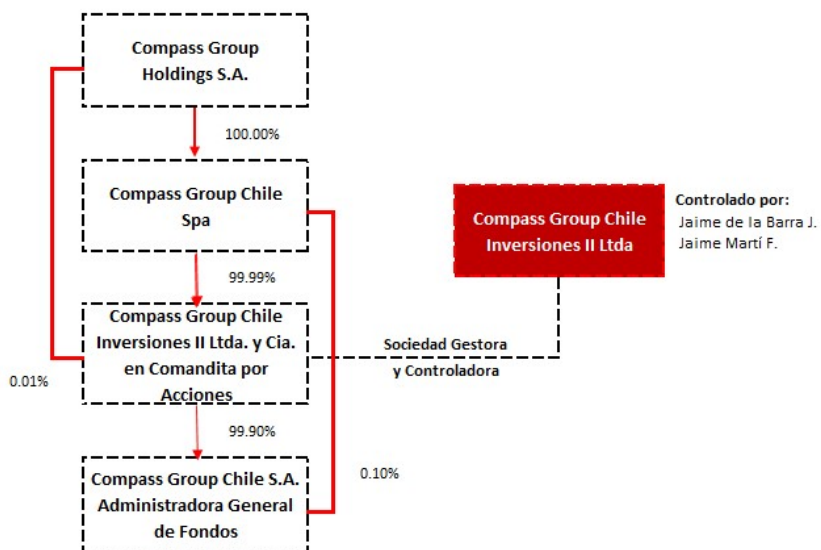 Compass Group
Holdings S.A.
100.00%
Compass Group Chile
Spa
99.99%
Compass Group Chile
Inversiones II Ltda. y Cia.
en Comandita por
Acciones
0.01%
99.90%
Compass Group Chile S.A.
Administradora General
de Fondos
0.10%
Sociedad Gestora
y Controladora
Compass Group Chile
Inversiones II Ltda
Controlado por:
Jaime de la Barra J.
Jaime Martí F.